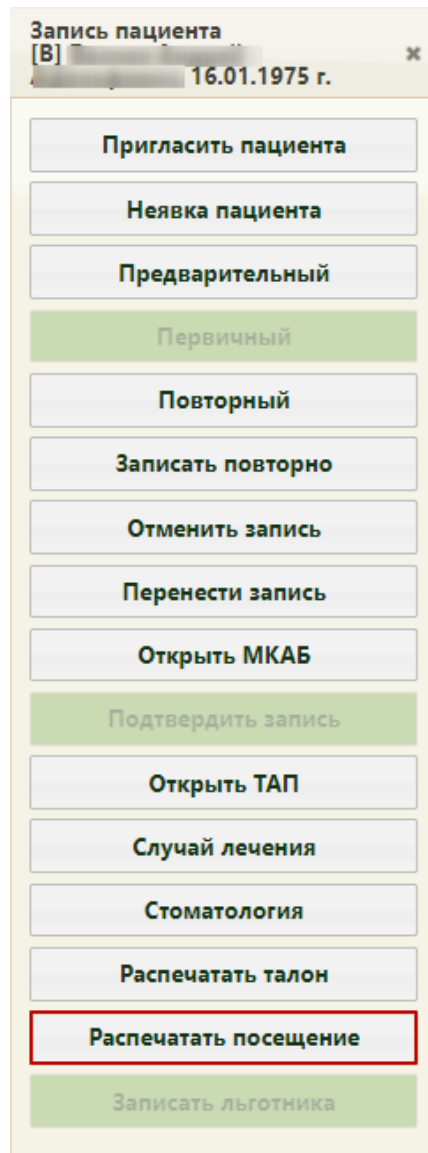 Запись пациента
[В]
16.01.1975 г.
Пригласить пациента
Неявка пациента
Предварительный
Первичный
Повторный
Записать повторно
Отменить запись
Перенести запись
Открыть МКАБ
Подтвердить запись
Открыть ТАП
Случай лечения
Стоматология
Распечатать талон
Распечатать посещение
Записать льготника